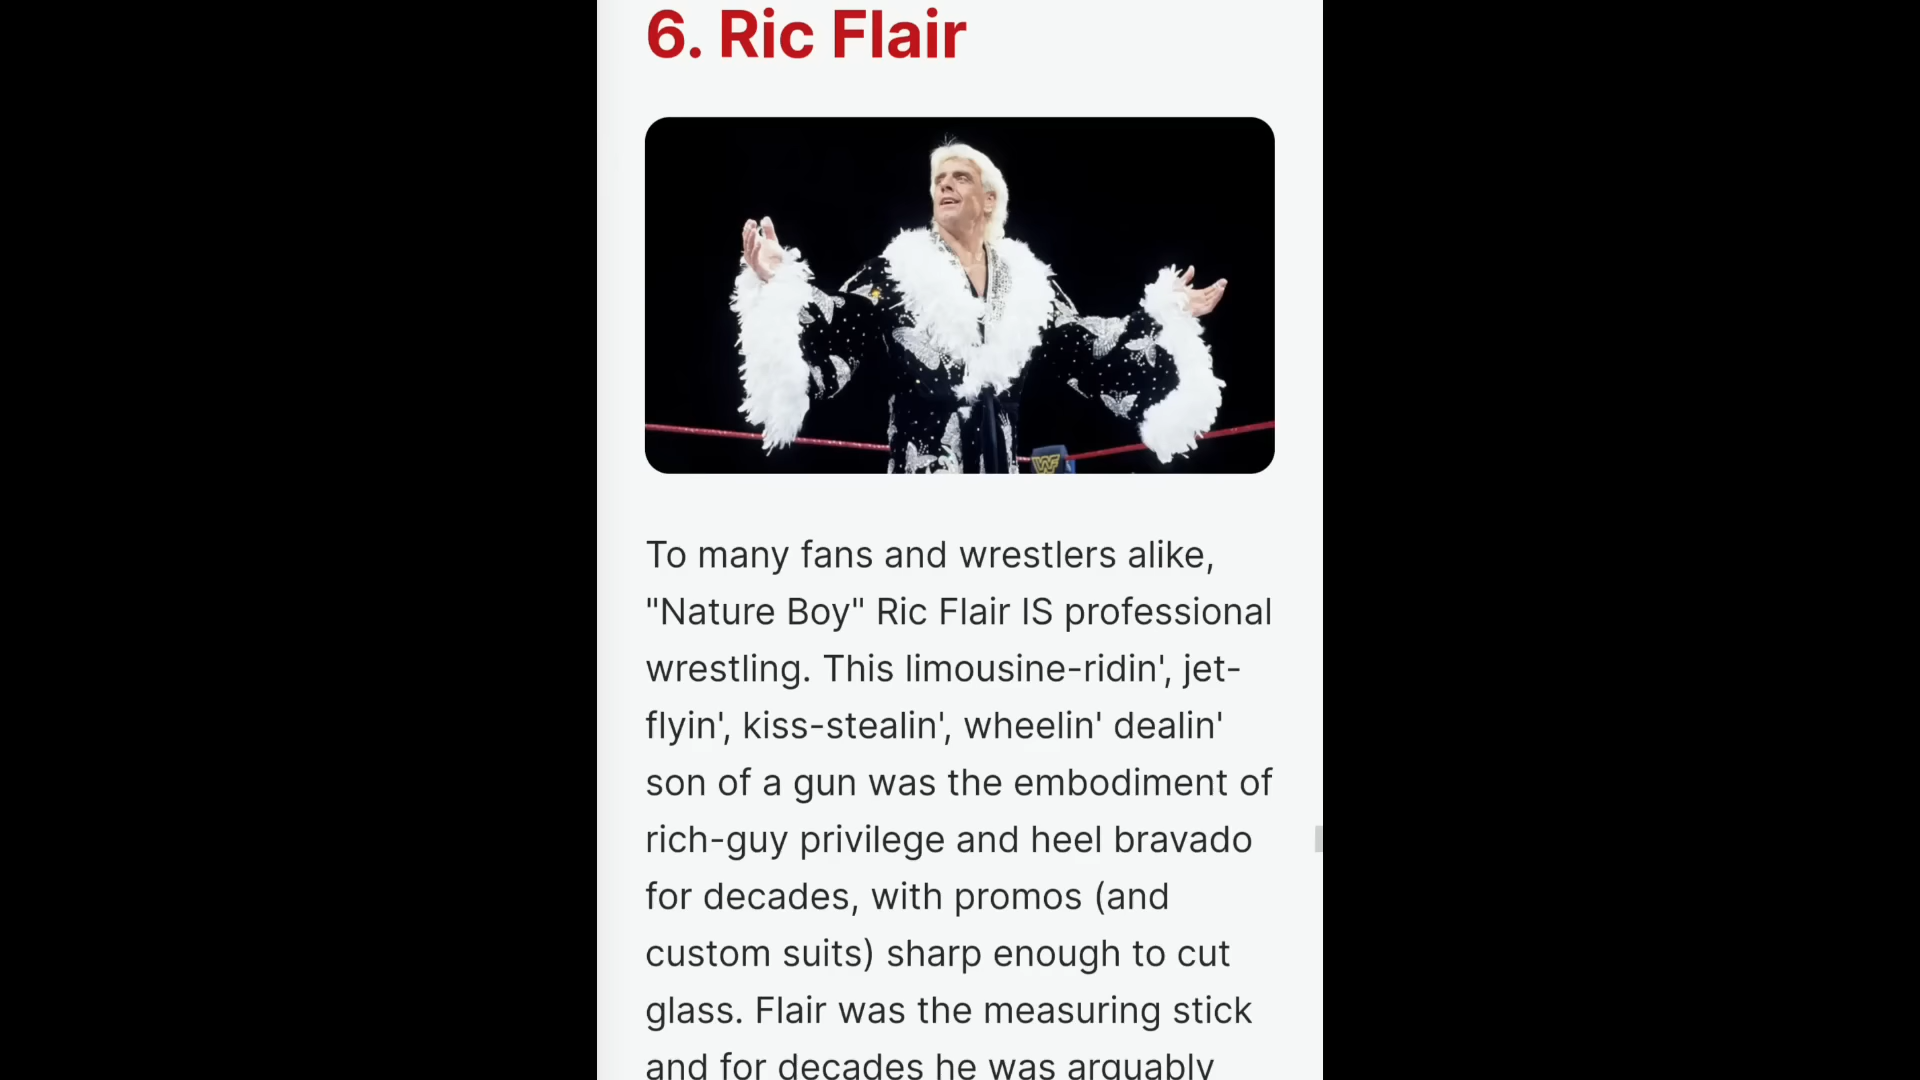 6. Ric Flair
WF
To many fans and wrestlers alike,
"Nature Boy" Ric Flair IS professional
wrestling. This limousine-ridin', jet-
flyin', kiss-stealin', wheelin' dealin'
son of a gun was the embodiment of
rich-guy privilege and heel bravado
for decades, with promos (and
custom suits) sharp enough to cut
glass. Flair was the measuring stick
and for decades he was arguably